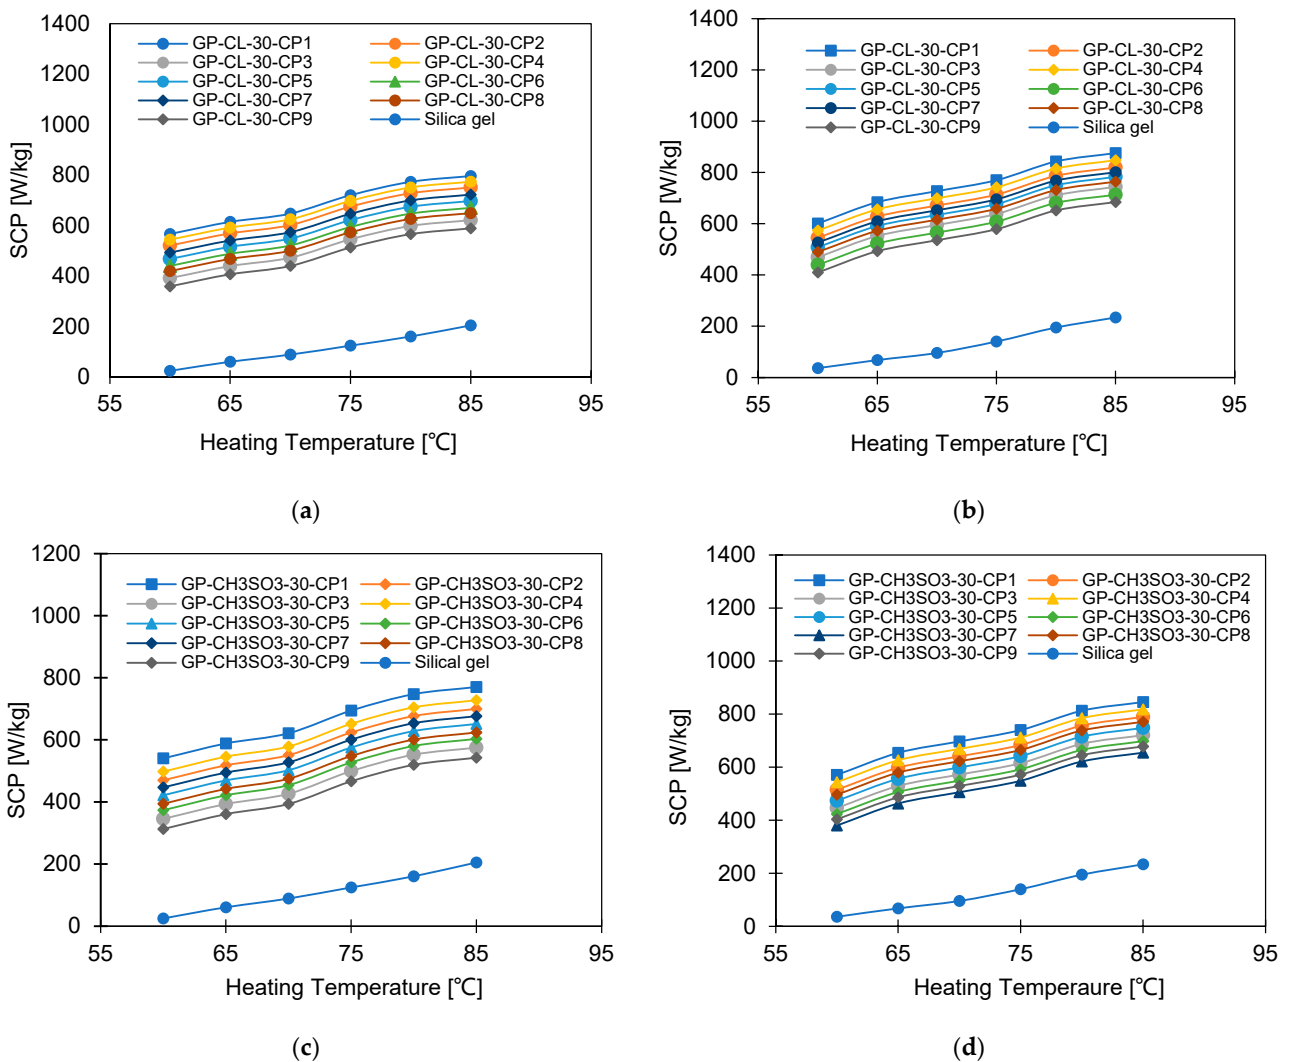 1400
1200
1000
800
600
400
200
0
SCP [W/kg]
GP-CL-30-CP1 GP-CL-30-CP2
GP-CL-30-CP3 GP-CL-30-CP4
GP-CL-30-CP5 GP-CL-30-CP6
GP-CL-30-CP7 GP-CL-30-CP8
GP-CL-30-CP9 Silica gel
55 65 75 85 95
Heating Temperature [℃]
(a)
1400
1200
1000
800
600
400
200
0
SCP [W/kg]
GP-CL-30-CP1 GP-CL-30-CP2
GP-CL-30-CP3 GP-CL-30-CP4
GP-CL-30-CP5 GP-CL-30-CP6
GP-CL-30-CP7 GP-CL-30-CP8
GP-CL-30-CP9 Silica gel
55 65 75 85 95
Heating Temperature [℃]
(b)
1200
1000
800
600
400
200
0
SCP [W/kg]
GP-CH3SO3-30-CP1 GP-CH3SO3-30-CP2
GP-CH3SO3-30-CP3 GP-CH3SO3-30-CP4
GP-CH3SO3-30-CP5 GP-CH3SO3-30-CP6
GP-CH3SO3-30-CP7 GP-CH3SO3-30-CP8
GP-CH3SO3-30-CP9 Silical gel
55 65 75 85 95
Heating Temperature [℃]
(c)
1400
1200
1000
800
600
400
200
0
SCP [W/kg]
GP-CH3SO3-30-CP1 GP-CH3SO3-30-CP2
GP-CH3SO3-30-CP3 GP-CH3SO3-30-CP4
GP-CH3SO3-30-CP5 GP-CH3SO3-30-CP6
GP-CH3SO3-30-CP7 GP-CH3SO3-30-CP8
GP-CH3SO3-30-CP9 Silica gel
55 65 75 85 95
Heating Temperaure [℃]
(d)